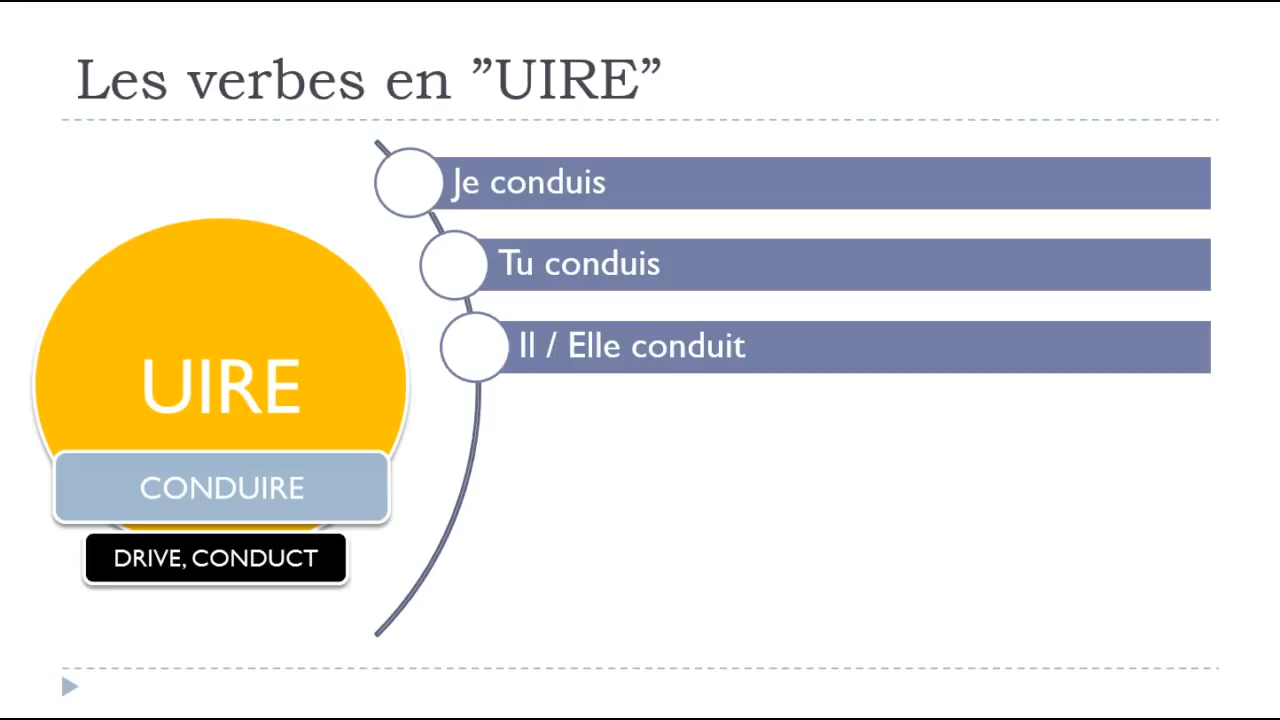 Les verbes en ”UIRE”
Je conduis
Tu conduis
Il / Elle conduit
UIRE
CONDUIRE
DRIVE, CONDUCT